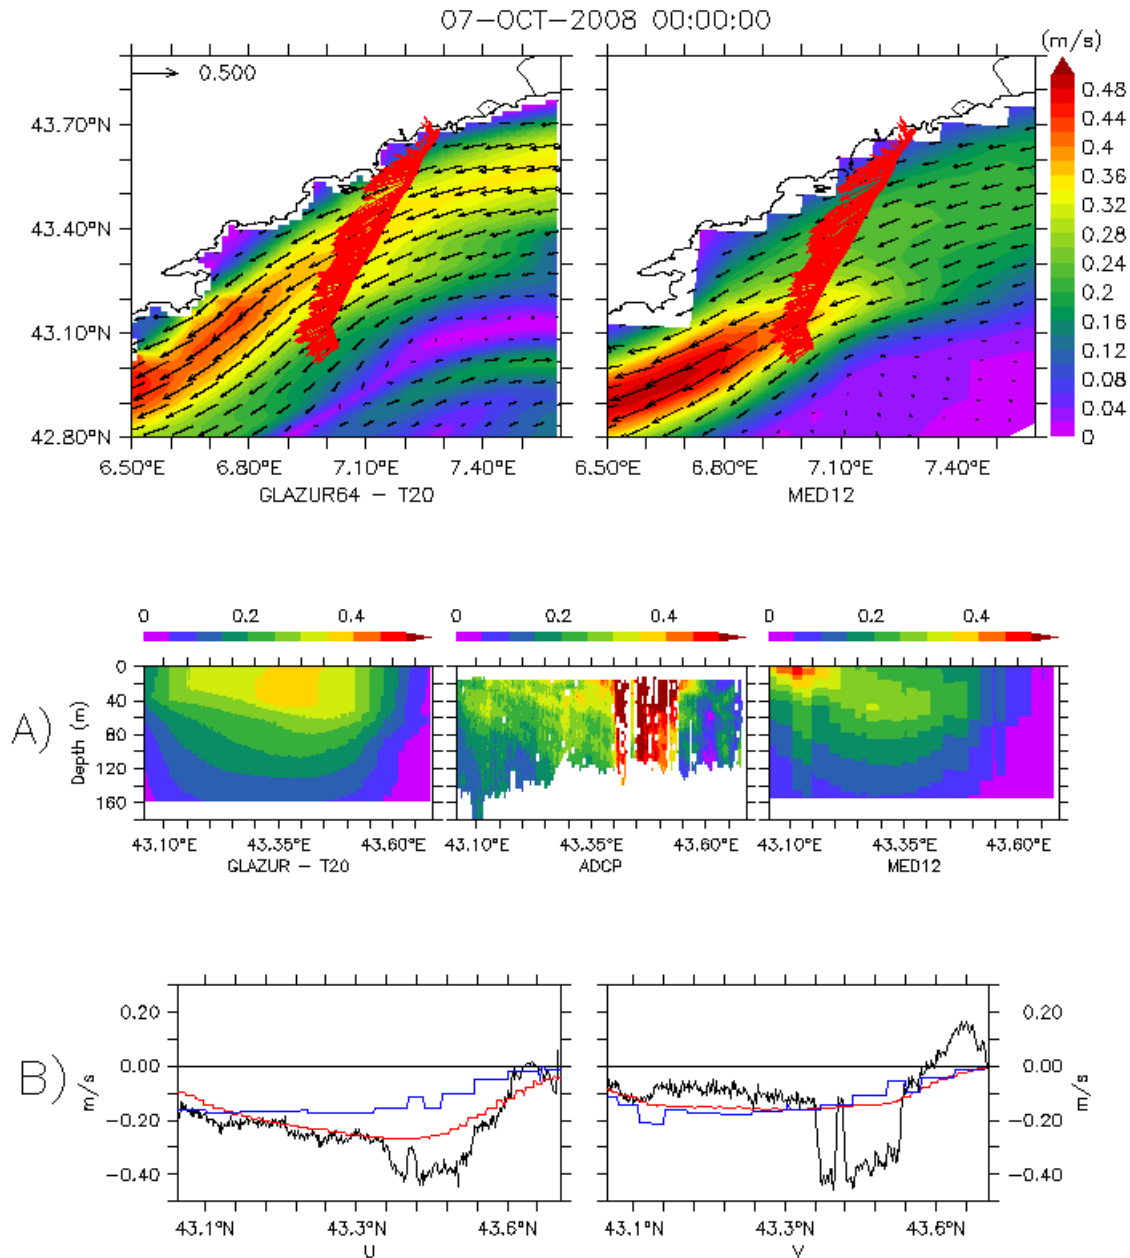 07-OCT-2008 00:00:00
(m/s)
0.500
43.70°N
43.40°N
43.10°N
42.80°N
0.48
0.44
0.4
0.36
0.32
0.28
0.24
0.2
0.16
0.12
0.08
0.04
0
6.50°E 6.80°E 7.10°E 7.40°E 6.50°E 6.80°E 7.10°E 7.40°E
GLAZUR64 - T20 MED12
0 0.2 0.4 0 0.2 0.4 0 0.2 0.4
A)
Depth (m)
0
40
80
120
160
43.10°E 43.35°E 43.60°E 43.10°E 43.35°E 43.60°E 43.10°E 43.35°E 43.60°E
GLAZUR - T20 ADCP MED12
B)
m/s
0.20 0.20
0.00 0.00
-0.20 -0.20
-0.40 -0.40
m/s
43.1°N 43.3°N 43.6°N 43.1°N 43.3°N 43.6°N
U V